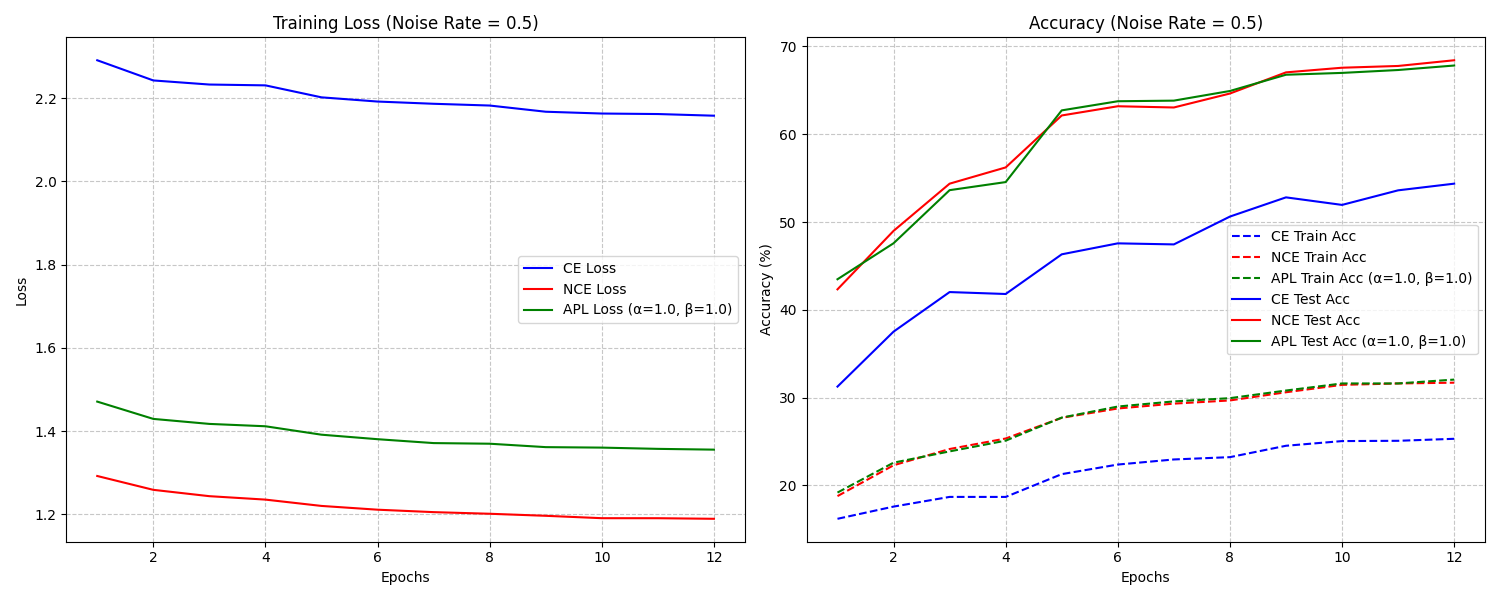 Training Loss (Noise Rate = 0.5)
Loss
2.2
2.0
1.8
1.6
1.4
1.2
CE Loss
NCE Loss
APL Loss (α=1.0, β=1.0)
2 4 6 8 10 12
Epochs
Accuracy (Noise Rate = 0.5)
Accuracy (%)
70
60
50
40
30
20
CE Train Acc
NCE Train Acc
APL Train Acc (α=1.0, β=1.0)
CE Test Acc
NCE Test Acc
APL Test Acc (α=1.0, β=1.0)
2 4 6 8 10 12
Epochs